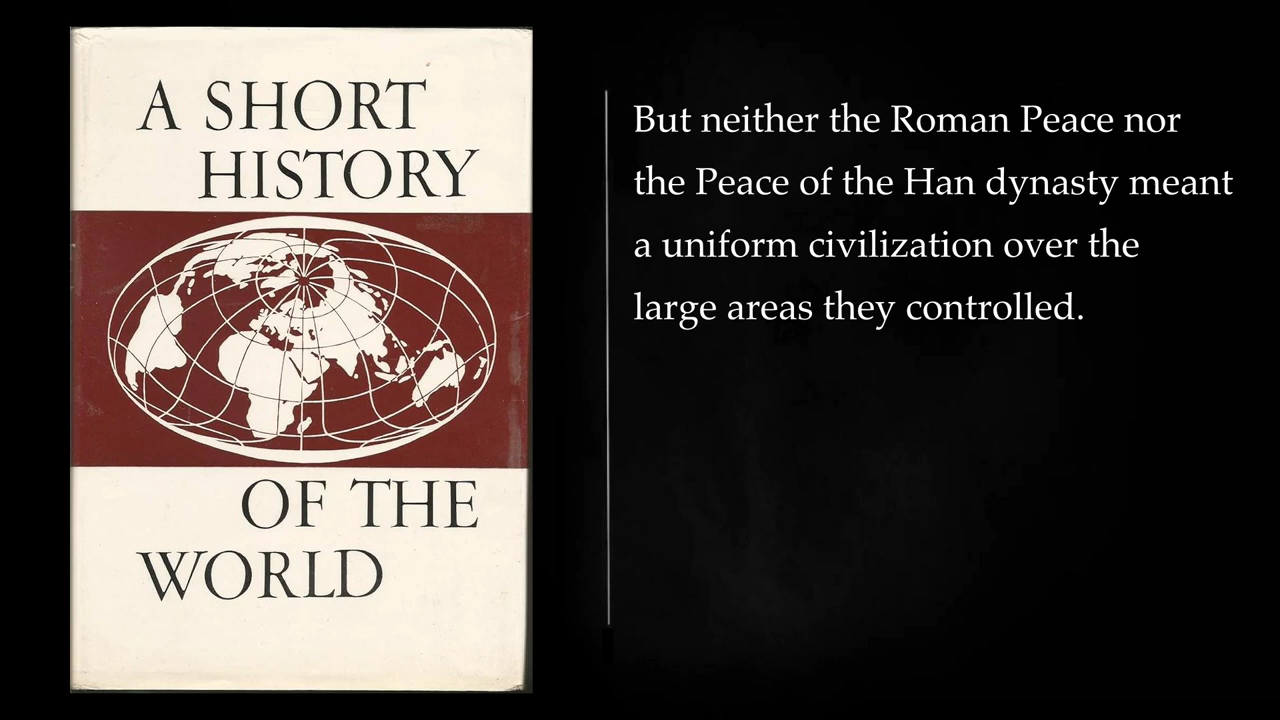 A SHORT
HISTORY
OF THE
WORLD
But neither the Roman Peace nor
the Peace of the Han dynasty meant
a uniform civilization over the
large areas they controlled.